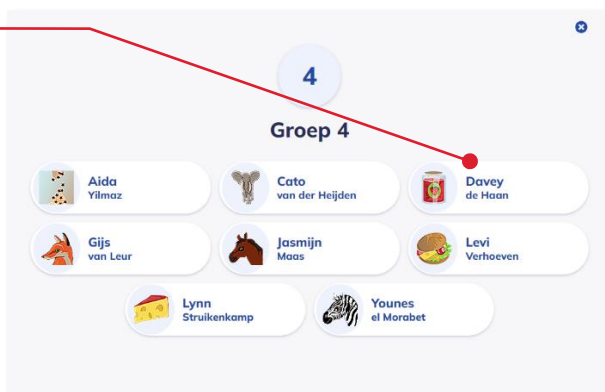 4
Groep 4
Aida
Yilmaz
Cato
van der Heijden
Davey
de Haan
Gijs
van Leur
Jasmijn
Maas
Levi
Verhoeven
Lynn
Struikenkamp
Younes
el Morabet